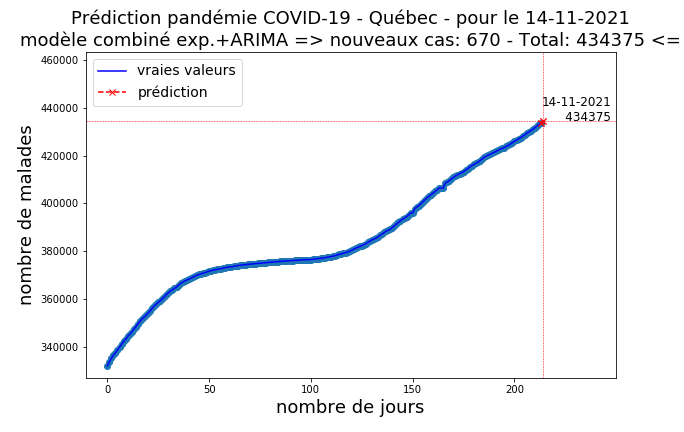 Prédiction pandémie COVID-19 - Québec - pour le 14-11-2021
modèle combiné exp.+ARIMA => nouveaux cas: 670 - Total: 434375 <=
460000
440000
420000
400000
380000
360000
340000
nombre de malades
vraies valeurs
prédiction
14-11-2021
434375
0
50
100
150
200
nombre de jours